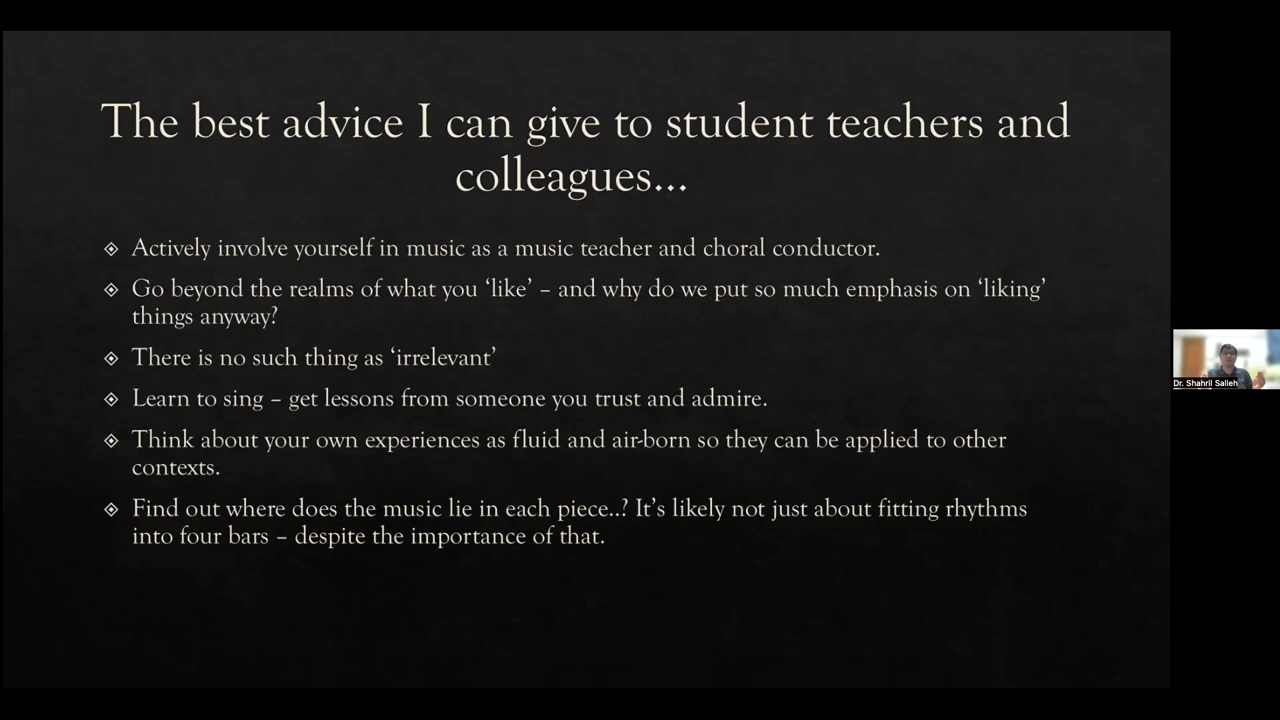 The best advice I can give to student teachers and
colleagues...
Actively involve yourself in music as a music teacher and choral conductor.
Go beyond the realms of what you ‘like’ – and why do we put so much emphasis on ‘liking’
things anyway?
There is no such thing as ‘irrelevant’
Learn to sing – get lessons from someone you trust and admire.
Think about your own experiences as fluid and air-born so they can be applied to other
contexts.
Find out where does the music lie in each piece..? It’s likely not just about fitting rhythms
into four bars – despite the importance of that.
Dr. Shahril Salleh